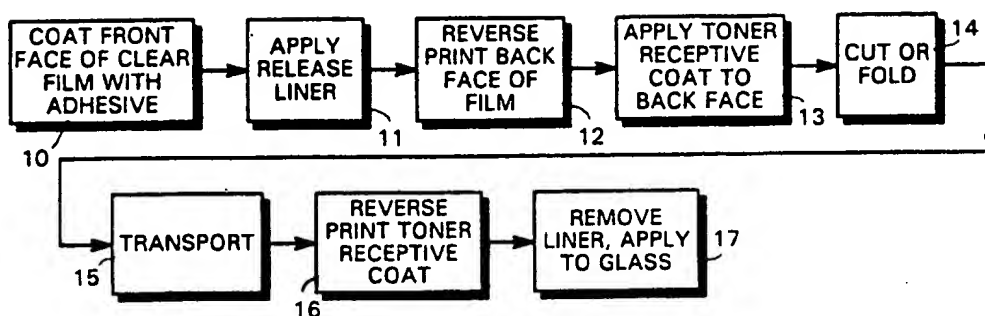 COAT FRONT
FACE OF CLEAR
FILM WITH
ADHESIVE
10
APPLY
RELEASE
LINER
11
REVERSE
PRINT BACK
FACE OF
FILM
12
APPLY TONER
RECEPTIVE
COAT TO
BACK FACE
13
CUT OR
FOLD
14
TRANSPORT
15
REVERSE
PRINT TONER
RECEPTIVE
COAT
16
REMOVE
LINER, APPLY
TO GLASS
17